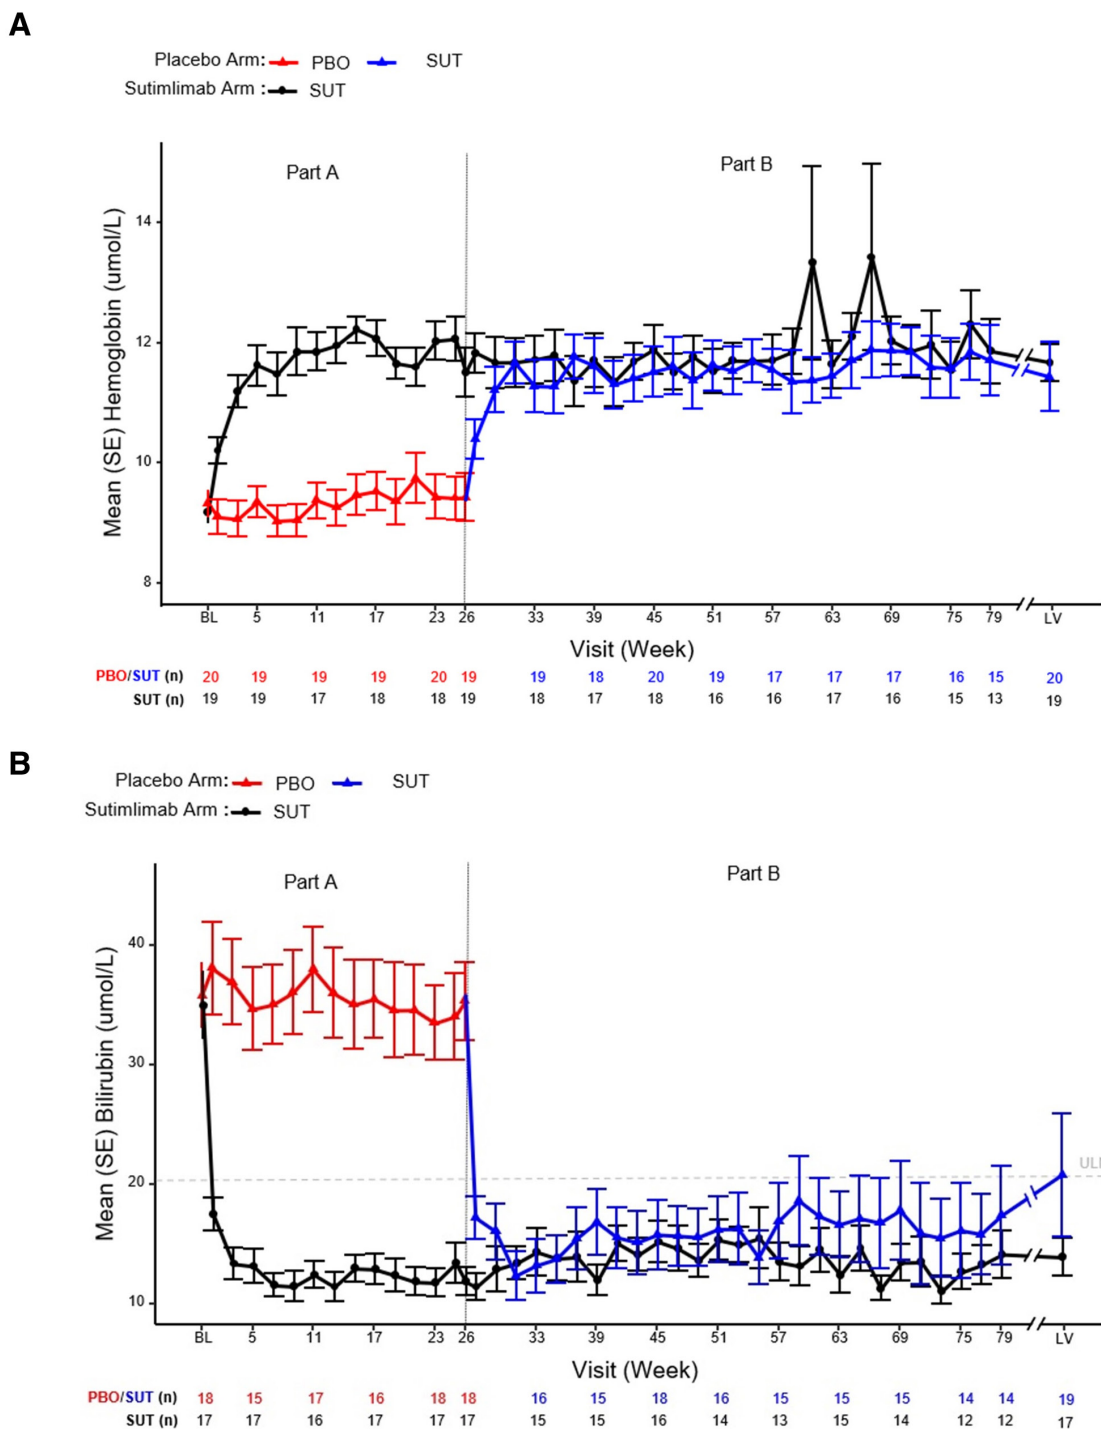 A
Placebo Arm: PBO SUT
Sutimlimab Arm : SUT
Part A
Part B
Mean (SE) Hemoglobin (umol/L)
14
12
10
8
BL 5 11 17 23 26 33 39 45 51 57 63 69 75 79 LV
Visit (Week)
PBO/SUT (n) 20 19 19 19 20 19 19 18 20 19 17 17 17 16 15 20
SUT (n) 19 19 17 18 18 19 18 17 18 16 16 17 16 15 13 19
B
Placebo Arm: PBO SUT
Sutimlimab Arm : SUT
Part A
Part B
Mean (SE) Bilirubin (umol/L)
40
30
20
10
BL 5 11 17 23 26 33 39 45 51 57 63 69 75 79 LV
Visit (Week)
PBO/SUT (n) 18 15 17 16 18 18 16 15 18 16 15 15 15 14 14 19
SUT (n) 17 17 16 17 17 17 15 15 16 14 13 15 14 12 12 17